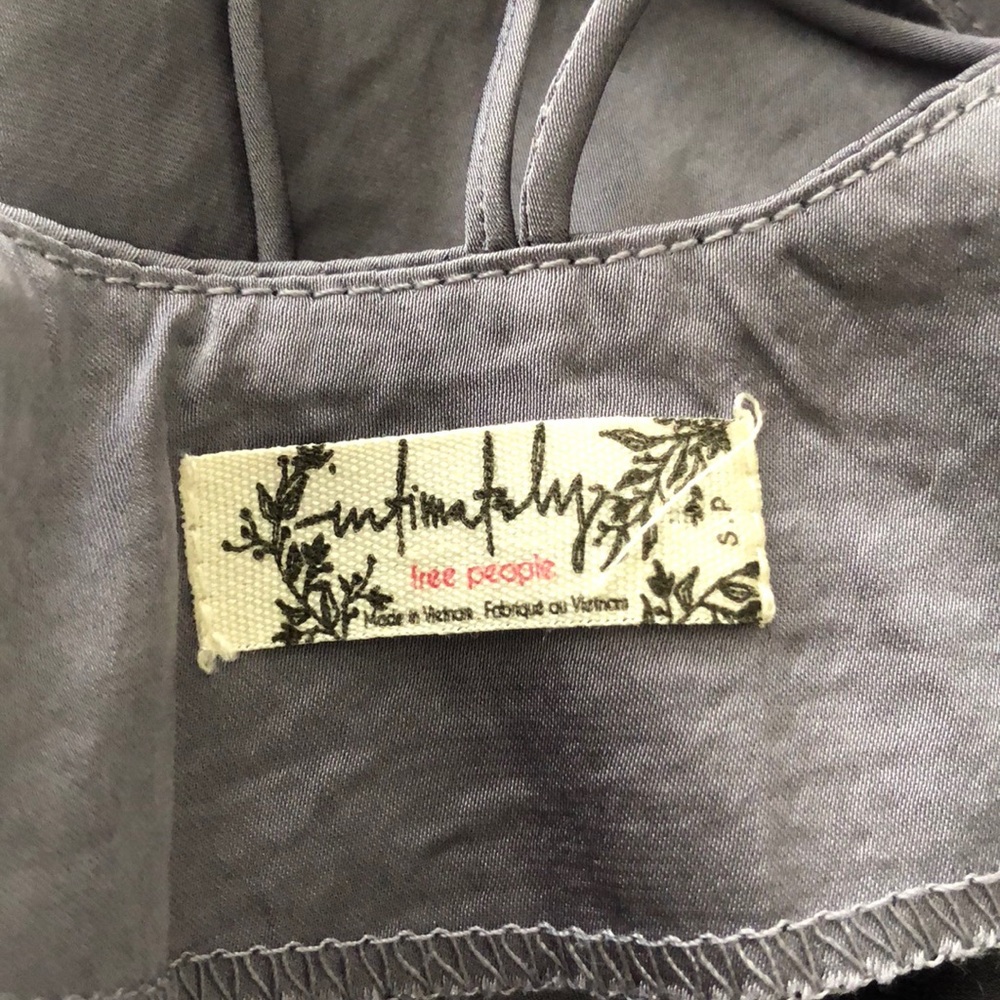 intimately
free people
Made in Vietnam . Fabriqué au Vietnam
S.P